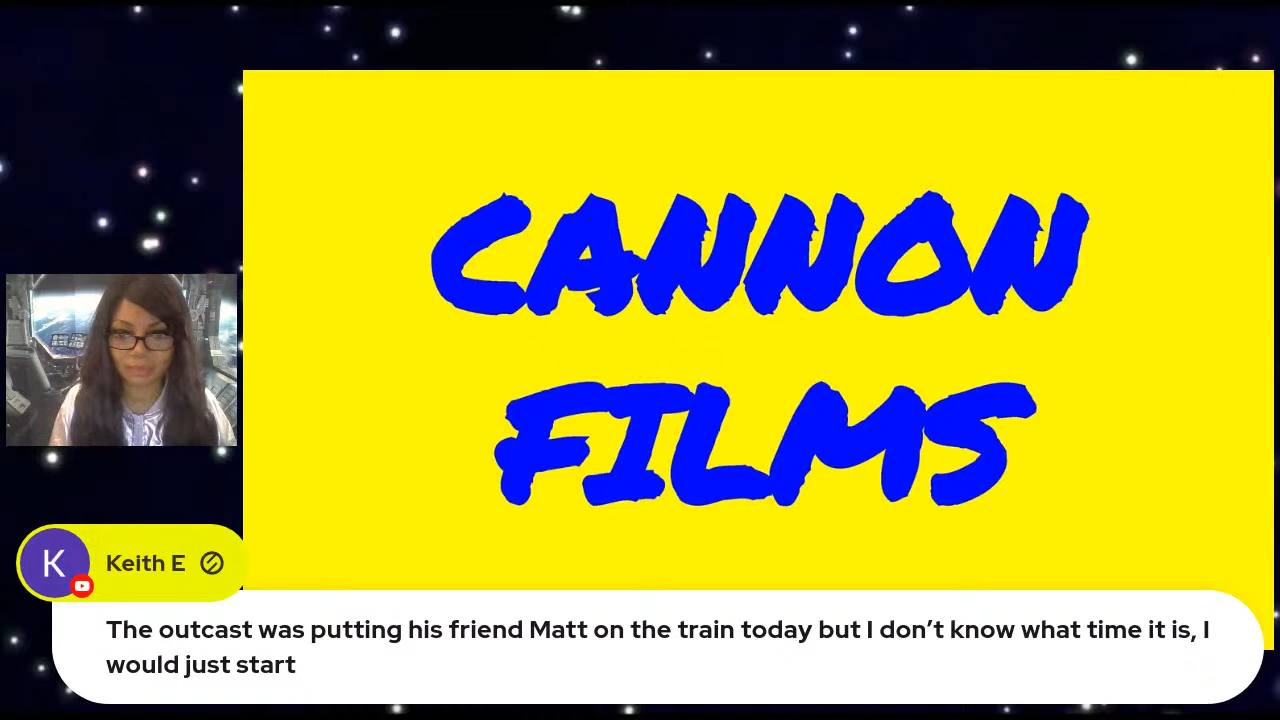 CANNON
FILMS
K
Keith E
The outcast was putting his friend Matt on the train today but I don’t know what time it is, I
would just start